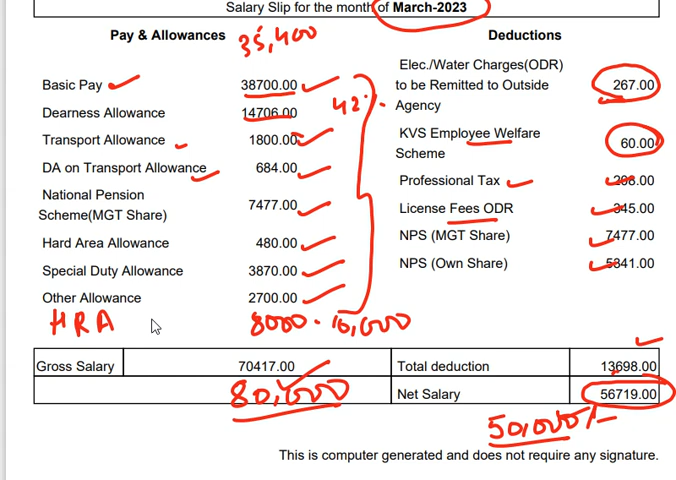 Salary Slip for the month of March-2023
Pay & Allowances 35,400 Deductions
Basic Pay 38700.00
Dearness Allowance 14706.00 42%
Transport Allowance 1800.00
DA on Transport Allowance 684.00
National Pension
Scheme(MGT Share) 7477.00
Hard Area Allowance 480.00
Special Duty Allowance 3870.00
Other Allowance 2700.00
HRA 8000 - 10,000
Elec./Water Charges(ODR)
to be Remitted to Outside 267.00
Agency
KVS Employee Welfare
Scheme 60.00
Professional Tax 208.00
License Fees ODR 345.00
NPS (MGT Share) 7477.00
NPS (Own Share) 5341.00
Gross Salary 70417.00 Total deduction 13698.00
80,000 Net Salary 56719.00
50,000/-
This is computer generated and does not require any signature.